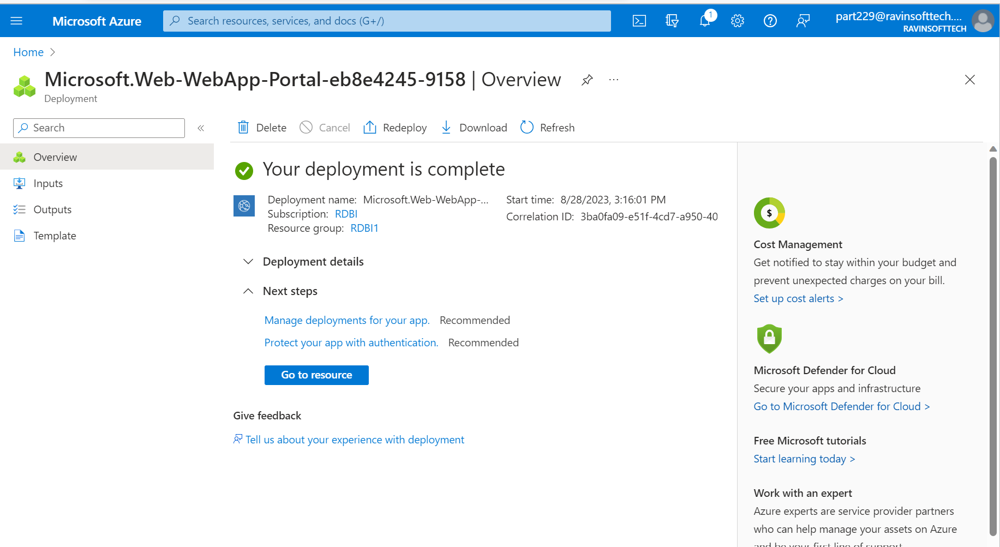 Microsoft Azure
Search resources, services, and docs (G+/)
1
part229@ravinsofttech....
RAVINSOFTTECH
Home
Microsoft.Web-WebApp-Portal-eb8e4245-9158 | Overview
Deployment
Search
Delete
Cancel
Redeploy
Download
Refresh
Overview
Inputs
Outputs
Template
Your deployment is complete
Deployment name: Microsoft.Web-WebApp-...
Subscription: RDBI
Resource group: RDBI1
Start time: 8/28/2023, 3:16:01 PM
Correlation ID: 3ba0fa09-e51f-4cd7-a950-40
Deployment details
Next steps
Manage deployments for your app. Recommended
Protect your app with authentication. Recommended
Go to resource
Give feedback
Tell us about your experience with deployment
$
Cost Management
Get notified to stay within your budget and
prevent unexpected charges on your bill.
Set up cost alerts >
Microsoft Defender for Cloud
Secure your apps and infrastructure
Go to Microsoft Defender for Cloud >
Free Microsoft tutorials
Start learning today >
Work with an expert
Azure experts are service provider partners
who can help manage your assets on Azure
and be your first line of support